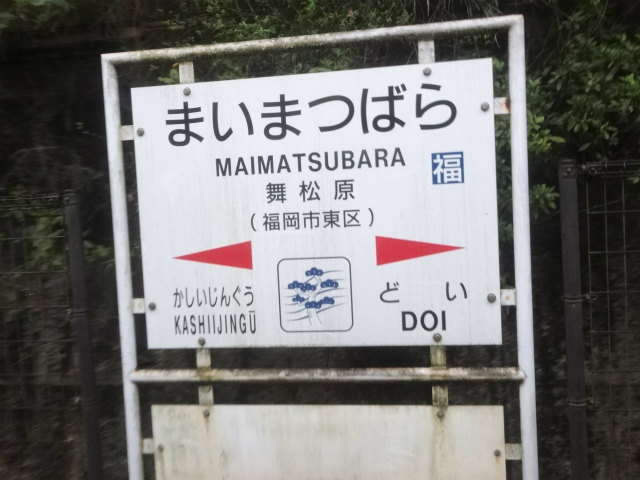 まいまつばら
MAIMATSUBARA
舞松原
福
(福岡市東区)
かしいじんぐう
KASHIIJINGŪ
どい
DOI